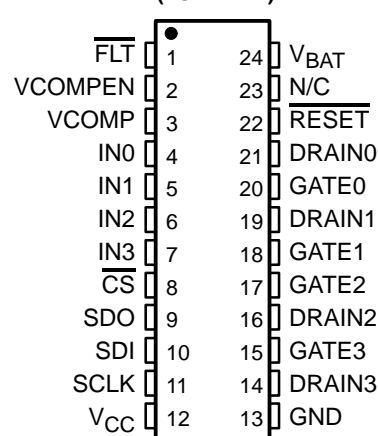 FLT 1 24 VBAT
VCOMPEN 2 23 N/C
VCOMP 3 22 RESET
IN0 4 21 DRAIN0
IN1 5 20 GATE0
IN2 6 19 DRAIN1
IN3 7 18 GATE1
CS 8 17 GATE2
SDO 9 16 DRAIN2
SDI 10 15 GATE3
SCLK 11 14 DRAIN3
VCC 12 13 GND